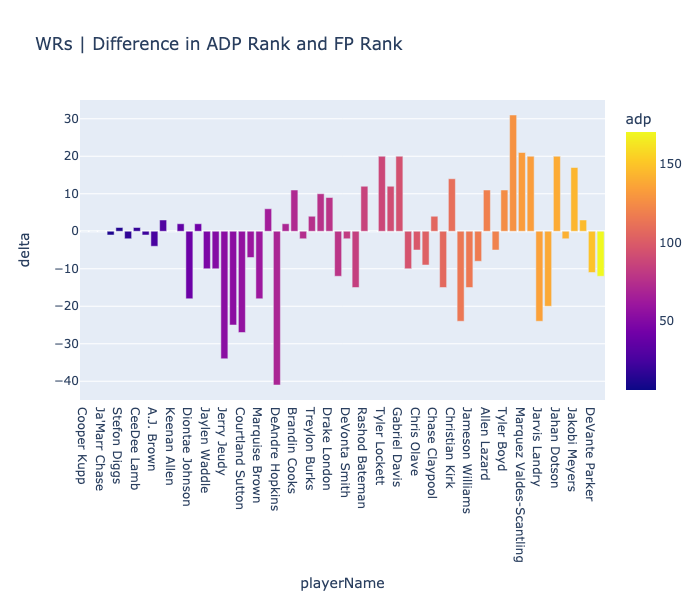 WRs | Difference in ADP Rank and FP Rank
adp
30
20
10
0
−10
−20
−30
−40
delta
150
100
50
Cooper Kupp
Ja'Marr Chase
Stefon Diggs
CeeDee Lamb
A.J. Brown
Keenan Allen
Diontae Johnson
Jaylen Waddle
Jerry Jeudy
Courtland Sutton
Marquise Brown
DeAndre Hopkins
Brandin Cooks
Treylon Burks
Drake London
DeVonta Smith
Rashod Bateman
Tyler Lockett
Gabriel Davis
Chris Olave
Chase Claypool
Christian Kirk
Jameson Williams
Allen Lazard
Tyler Boyd
Marquez Valdes-Scantling
Jarvis Landry
Jahan Dotson
Jakobi Meyers
DeVante Parker
playerName